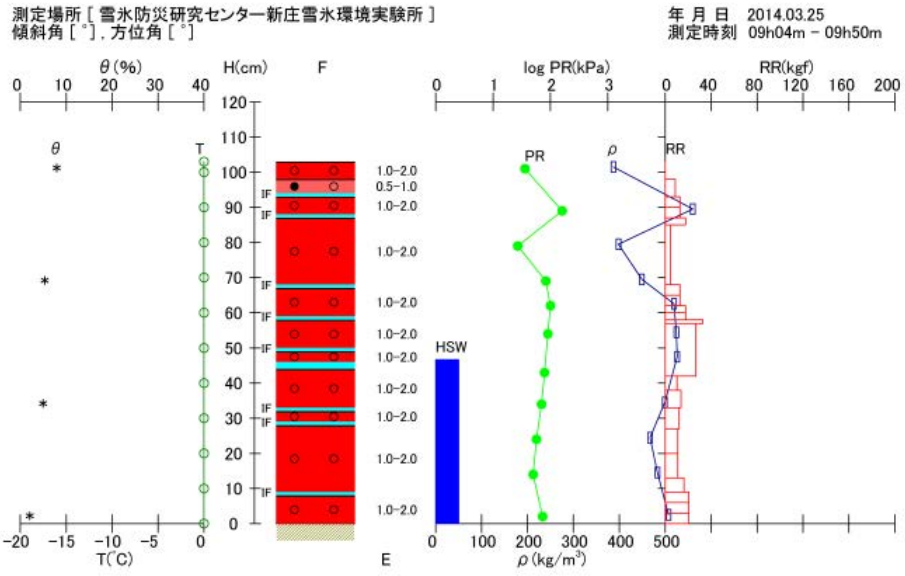 測定場所 [ 雪氷防災研究センター新庄雪氷環境実験所 ]
傾斜角 [ °], 方位角 [ °]
年 月 日 2014.03.25
測定時刻 09h04m - 09h50m
θ(%) H(cm) F log PR(kPa) RR(kgf)
0 10 20 30 40
0 1 2 3
0 40 80 120 160 200
120
110
100
90
80
70
60
50
40
30
20
10
0
θ T PR ρ RR
* * * *
IF
IF
IF
IF
IF
IF
IF
IF
1.0-2.0
0.5-1.0
1.0-2.0
1.0-2.0
1.0-2.0
1.0-2.0
1.0-2.0
1.0-2.0
1.0-2.0
1.0-2.0
1.0-2.0
HSW
-20 -15 -10 -5 0
T(°C)
E
0 100 200 300 400 500
ρ(kg/m³)